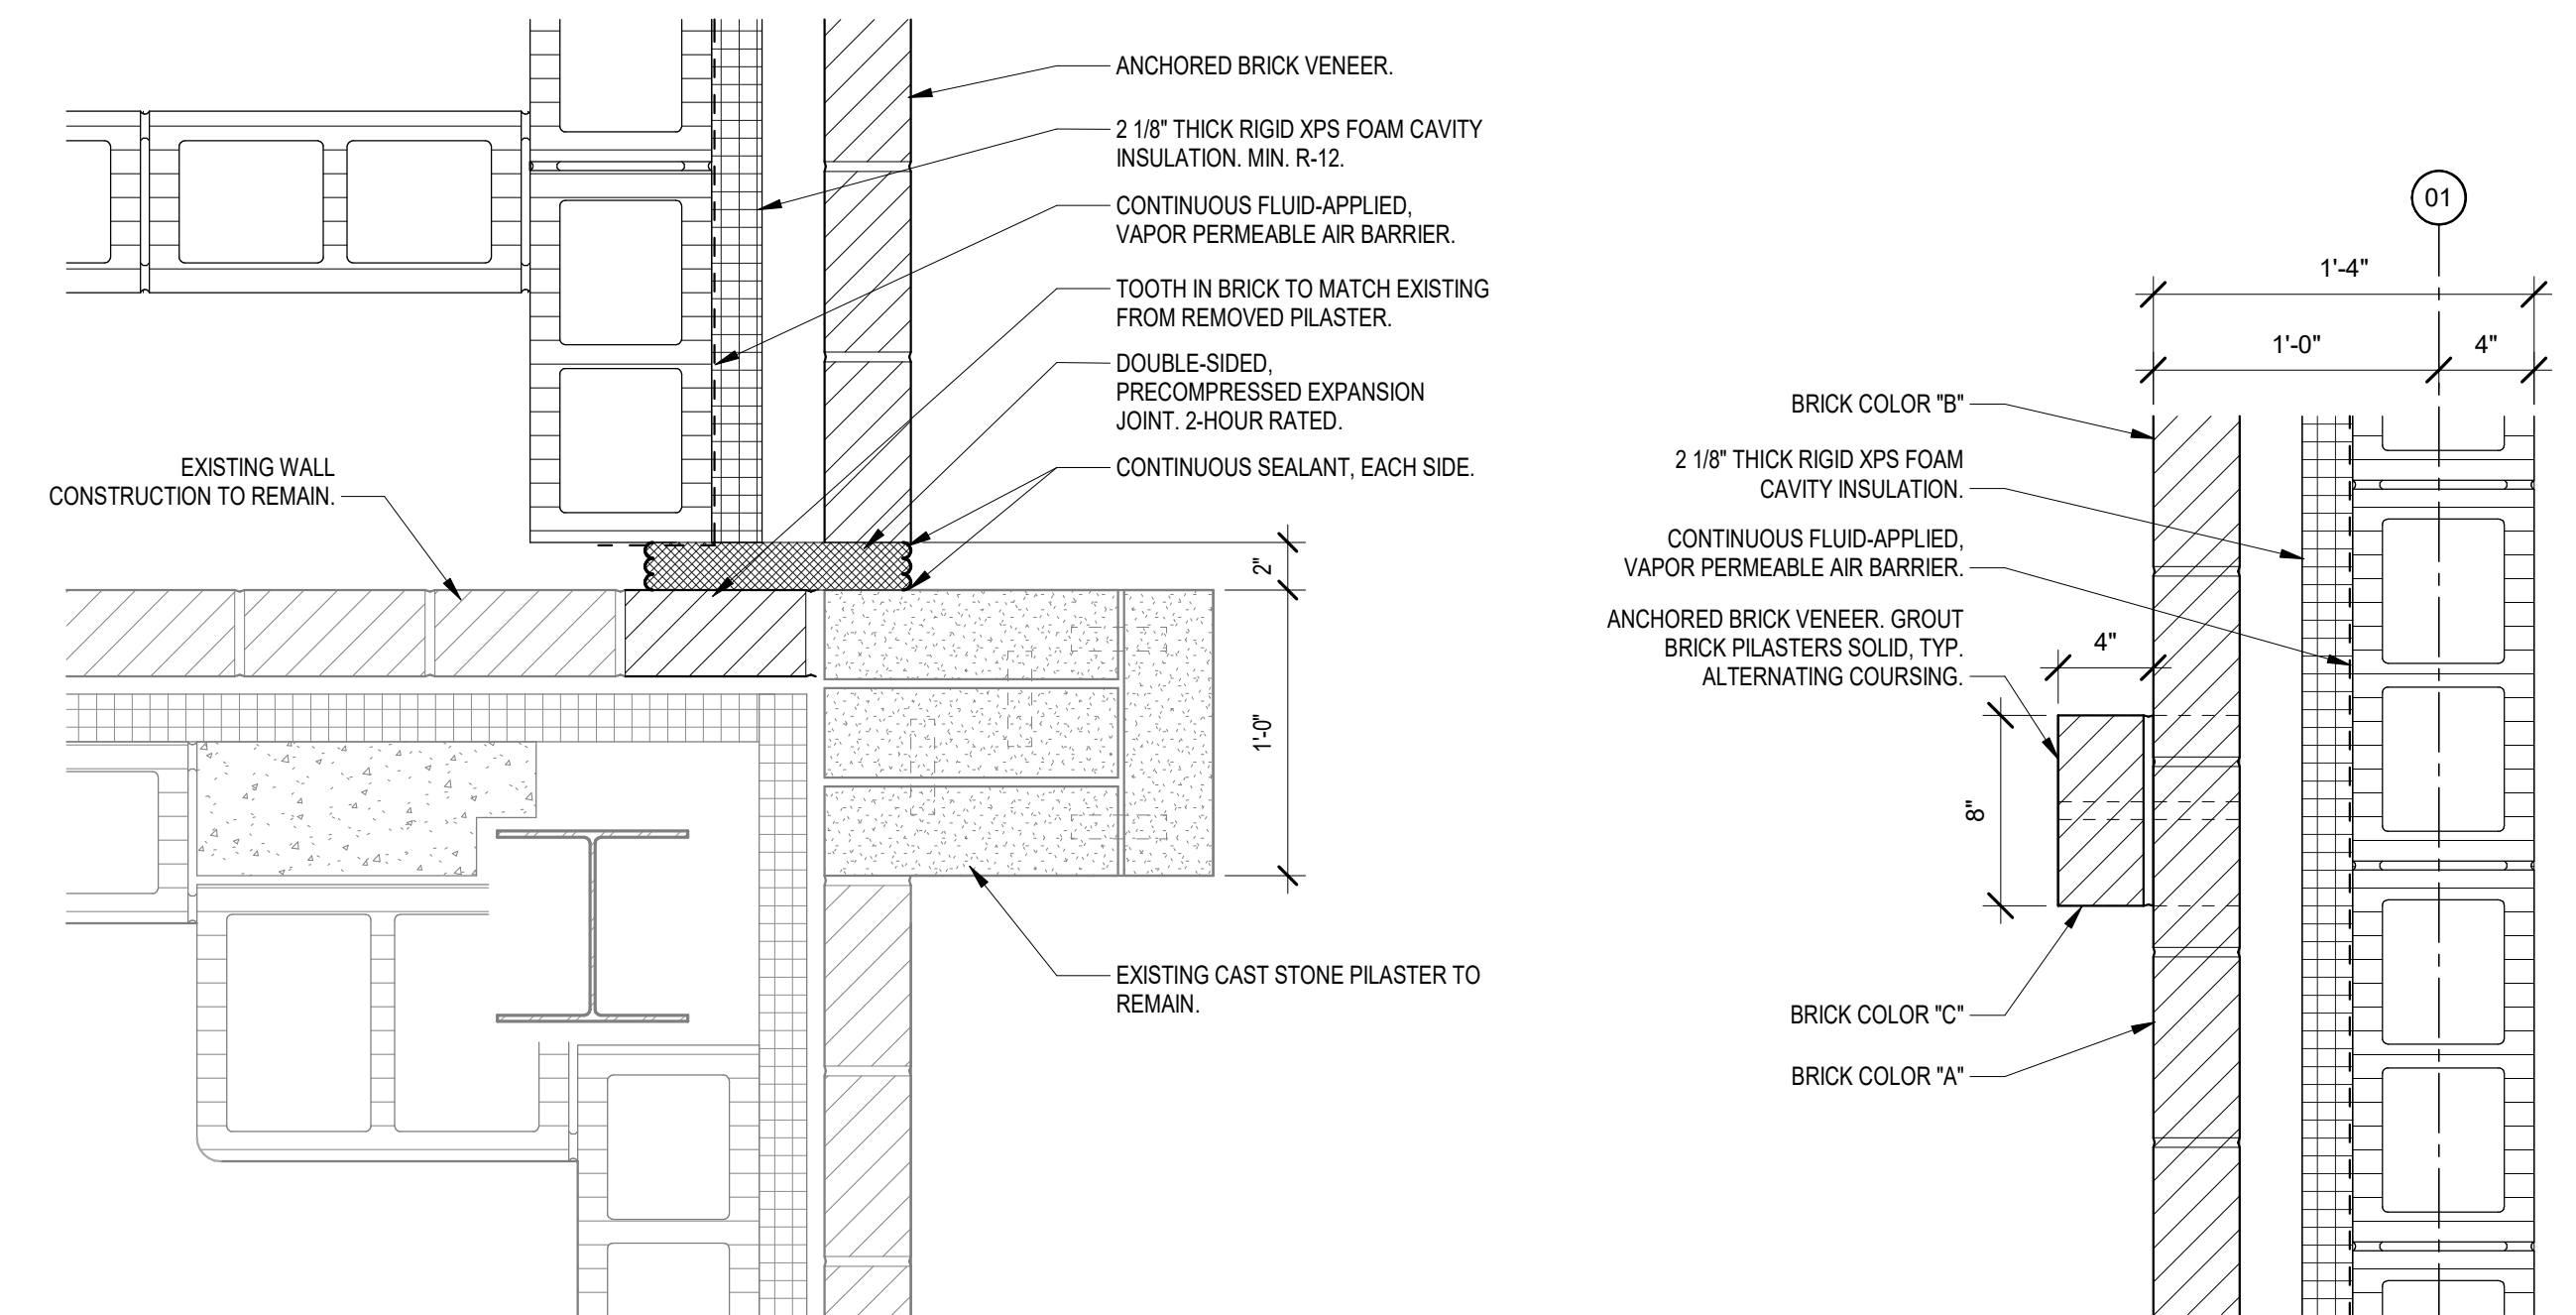 ANCHORED BRICK VENEER.
2 1/8" THICK RIGID XPS FOAM CAVITY
INSULATION. MIN. R-12.
CONTINUOUS FLUID-APPLIED,
VAPOR PERMEABLE AIR BARRIER.
TOOTH IN BRICK TO MATCH EXISTING
FROM REMOVED PILASTER.
DOUBLE-SIDED,
PRECOMPRESSED EXPANSION
JOINT. 2-HOUR RATED.
CONTINUOUS SEALANT, EACH SIDE.
EXISTING WALL
CONSTRUCTION TO REMAIN.
2"
1'-0"
EXISTING CAST STONE PILASTER TO
REMAIN.
01
1'-4"
1'-0"
4"
BRICK COLOR "B"
2 1/8" THICK RIGID XPS FOAM
CAVITY INSULATION.
CONTINUOUS FLUID-APPLIED,
VAPOR PERMEABLE AIR BARRIER.
ANCHORED BRICK VENEER. GROUT
BRICK PILASTERS SOLID, TYP.
ALTERNATING COURSING.
4"
8"
BRICK COLOR "C"
BRICK COLOR "A"